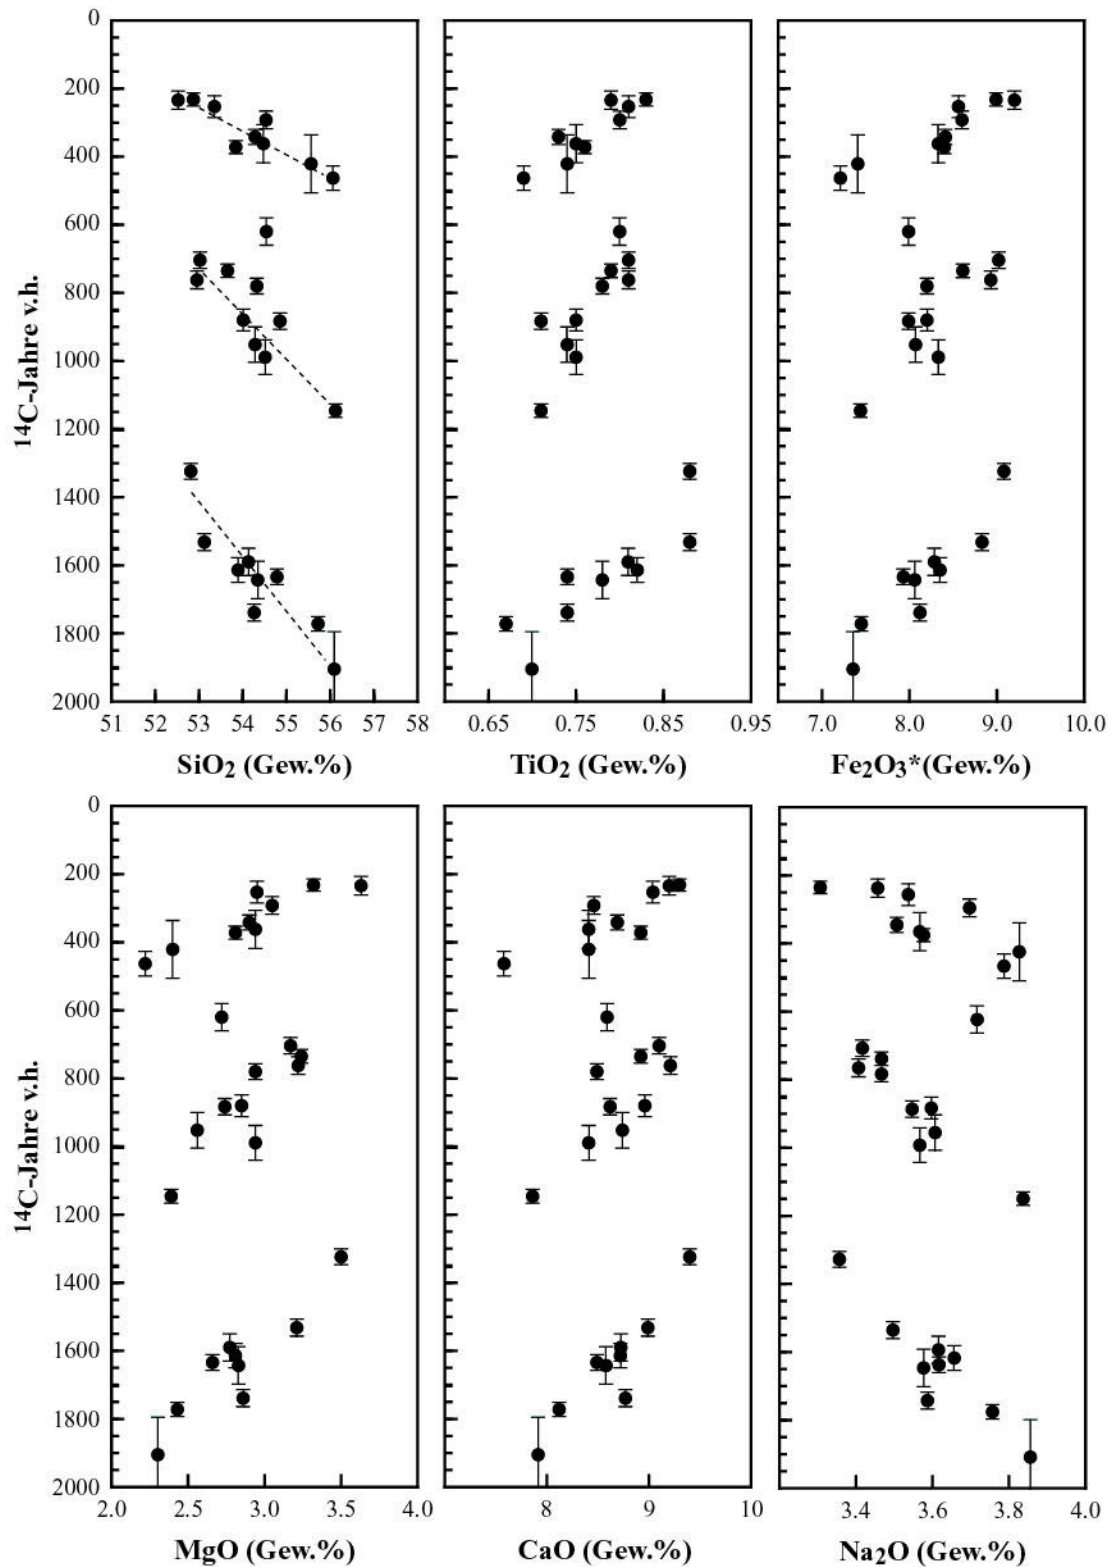 0
200
400
600
800
1000
1200
1400
1600
1800
2000
¹⁴C-Jahre v.h.
51 52 53 54 55 56 57 58
SiO₂ (Gew.%)
0.65 0.75 0.85 0.95
TiO₂ (Gew.%)
7.0 8.0 9.0 10.0
Fe₂O₃*(Gew.%)
0
200
400
600
800
1000
1200
1400
1600
1800
2000
¹⁴C-Jahre v.h.
2.0 2.5 3.0 3.5 4.0
MgO (Gew.%)
8 9 10
CaO (Gew.%)
3.4 3.6 3.8 4.0
Na₂O (Gew.%)